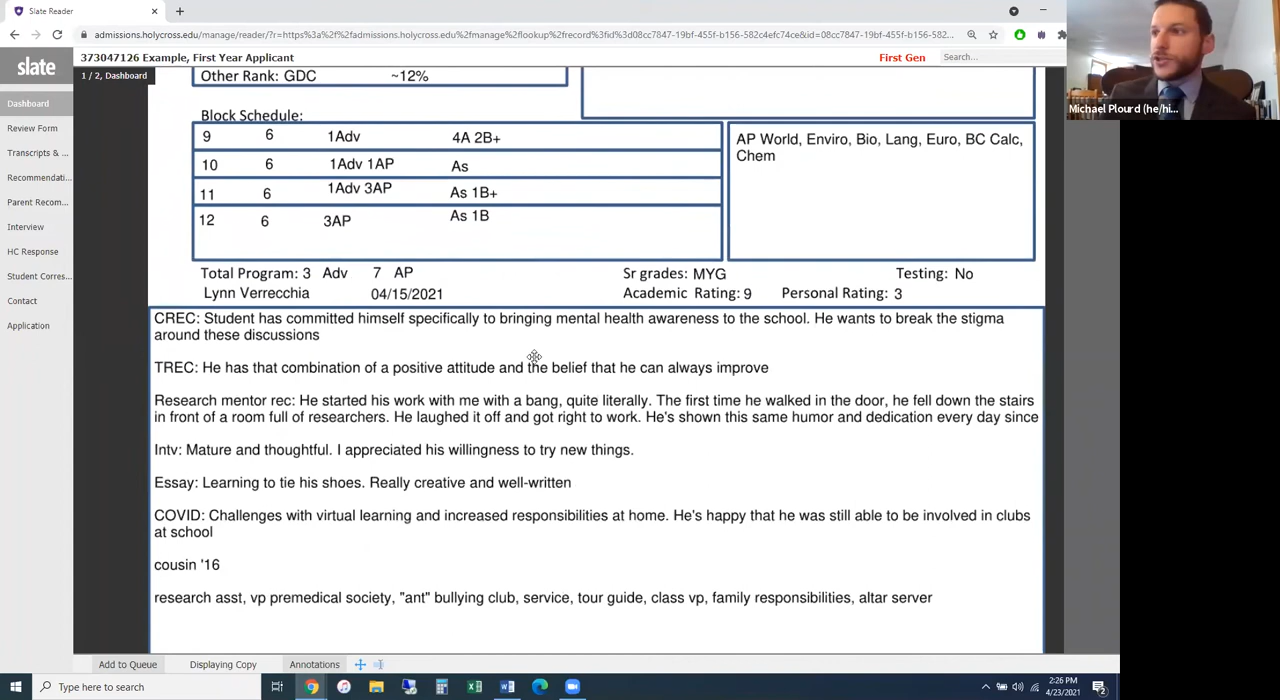 Slate Reader
admissions.holycross.edu/manage/reader/?r=https%3a%2f%2fadmissions.holycross.edu%2fmanage%2flookup%2frecord%3fid%3d08cc7847-19bf-455f-b156-582c4efc74ce&id=08cc7847-19bf-455f-b156-582...
373047126 Example, First Year Applicant
First Gen
Search...
Michael Plourd (he/hi...
slate
1 / 2, Dashboard
Dashboard
Review Form
Transcripts & ...
Recommendati...
Parent Recom...
Interview
HC Response
Student Corres...
Contact
Application
Other Rank: GDC ~12%
Block Schedule:
9 6 1Adv 4A 2B+
10 6 1Adv 1AP As
11 6 1Adv 3AP As 1B+
12 6 3AP As 1B
AP World, Enviro, Bio, Lang, Euro, BC Calc,
Chem
Total Program: 3 Adv 7 AP Sr grades: MYG Testing: No
Lynn Verrecchia 04/15/2021 Academic Rating: 9 Personal Rating: 3
CREC: Student has committed himself specifically to bringing mental health awareness to the school. He wants to break the stigma
around these discussions
TREC: He has that combination of a positive attitude and the belief that he can always improve
Research mentor rec: He started his work with me with a bang, quite literally. The first time he walked in the door, he fell down the stairs
in front of a room full of researchers. He laughed it off and got right to work. He's shown this same humor and dedication every day since
Intv: Mature and thoughtful. I appreciated his willingness to try new things.
Essay: Learning to tie his shoes. Really creative and well-written
COVID: Challenges with virtual learning and increased responsibilities at home. He's happy that he was still able to be involved in clubs
at school
cousin '16
research asst, vp premedical society, "ant" bullying club, service, tour guide, class vp, family responsibilities, altar server
Add to Queue
Displaying Copy
Annotations
Type here to search
2:26 PM
4/23/2021
2